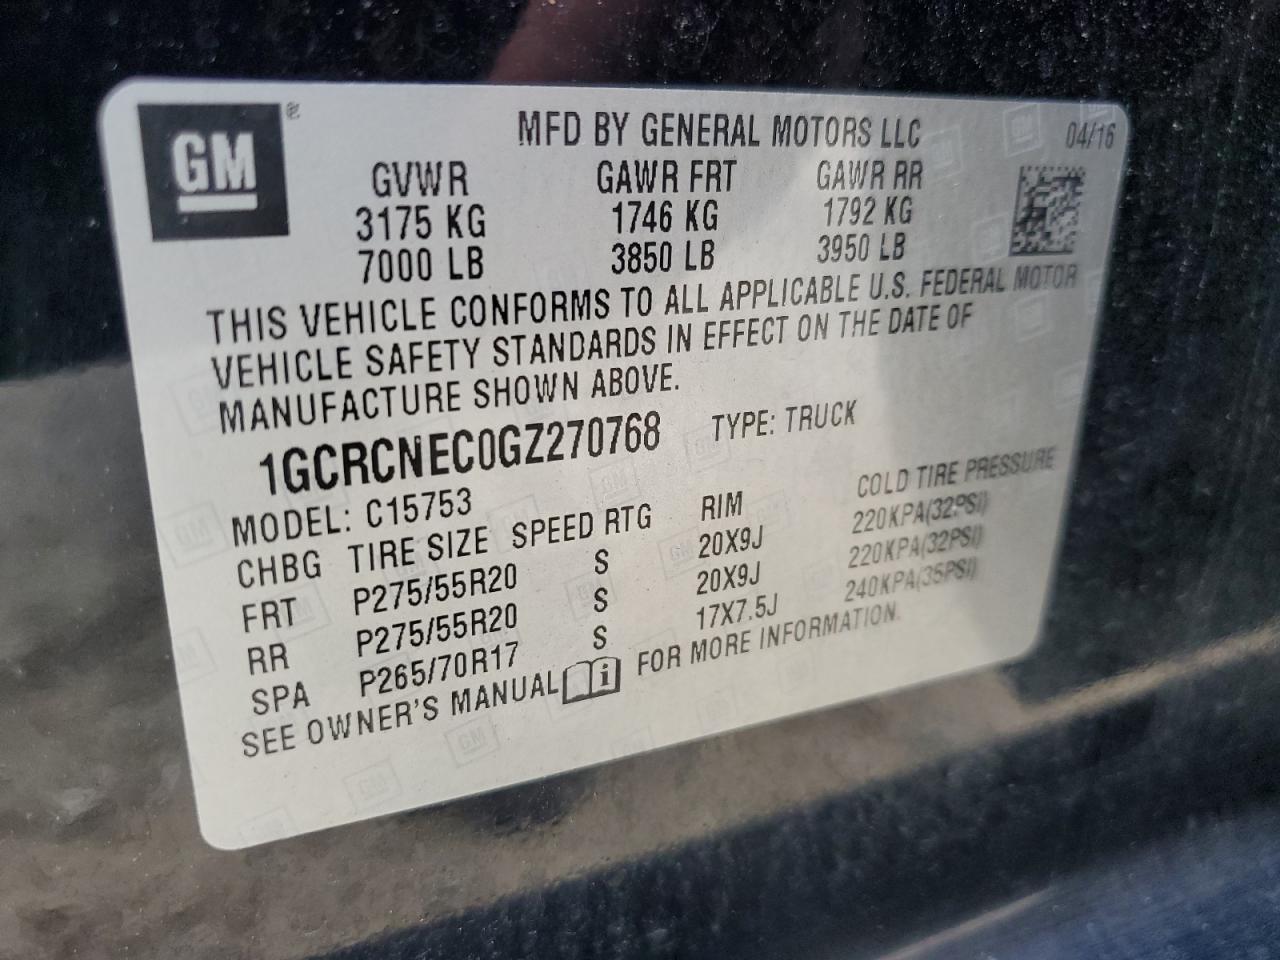 GM ®
MFD BY GENERAL MOTORS LLC 04/16
GVWR GAWR FRT GAWR RR
3175 KG 1746 KG 1792 KG
7000 LB 3850 LB 3950 LB
THIS VEHICLE CONFORMS TO ALL APPLICABLE U.S. FEDERAL MOTOR
VEHICLE SAFETY STANDARDS IN EFFECT ON THE DATE OF
MANUFACTURE SHOWN ABOVE.
1GCRCNEC0GZ270768 TYPE: TRUCK
MODEL: C15753
CHBG TIRE SIZE SPEED RTG RIM COLD TIRE PRESSURE
FRT P275/55R20 S 20X9J 220KPA(32PSI)
RR P275/55R20 S 20X9J 220KPA(32PSI)
SPA P265/70R17 S 17X7.5J 240KPA(35PSI)
SEE OWNER'S MANUAL i FOR MORE INFORMATION.